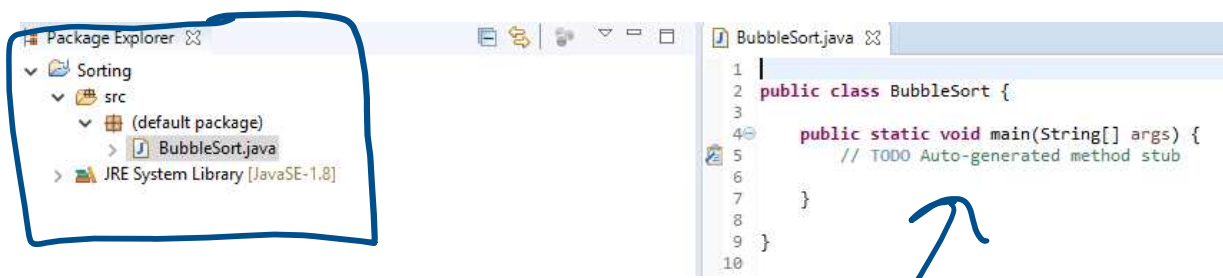 Package Explorer
Sorting
src
(default package)
BubbleSort.java
JRE System Library [JavaSE-1.8]
BubbleSort.java
1
2 public class BubbleSort {
3
4 public static void main(String[] args) {
5 // TODO Auto-generated method stub
6
7 }
8
9 }
10